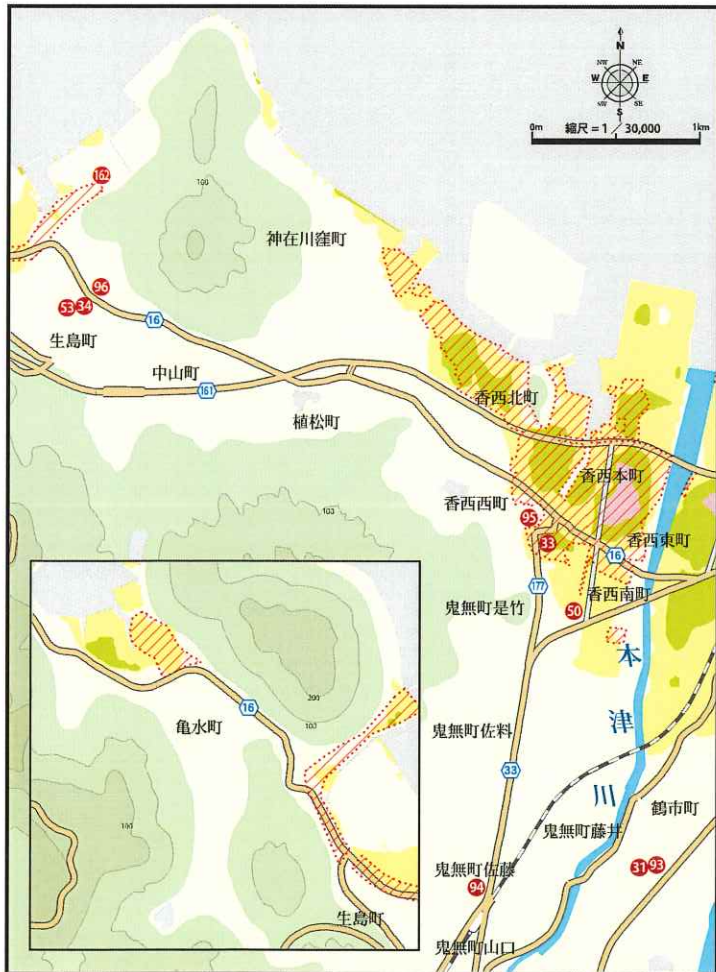 N
NW NE
W E
SW SE
S
0m 縮尺=1/30,000 1km
162
100
神在川窪町
96
53 34
16
生島町
中山町
161
植松町
香西北町
香西本町
100
香西西町
95
33
香西東町
16
177
香西南町
50
鬼無町是竹
本津川
200
100
16
亀水町
鬼無町佐料
33
100
鶴市町
鬼無町藤井
31 93
鬼無町佐藤
94
生島町
鬼無町山口